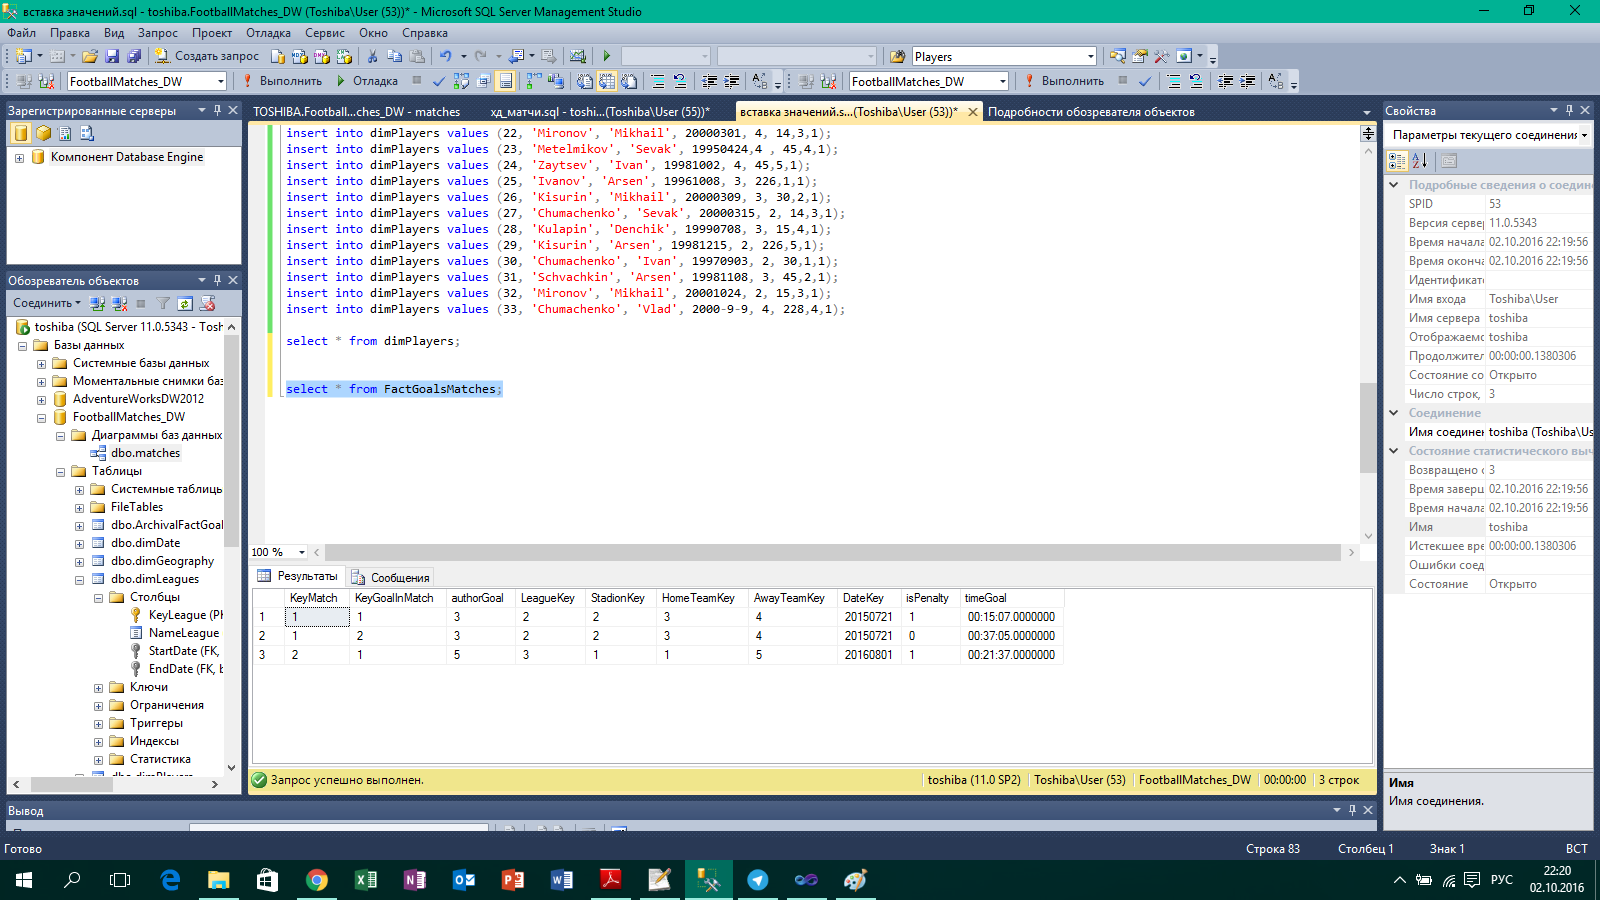 вставка значений.sql - toshiba.FootballMatches_DW (Toshiba\User (53))* - Microsoft SQL Server Management Studio
Файл Правка Вид Запрос Проект Отладка Сервис Окно Справка
Создать запрос Players
FootballMatches_DW Выполнить Отладка FootballMatches_DW Выполнить
Зарегистрированные серверы
Компонент Database Engine
Обозреватель объектов
Соединить
toshiba (SQL Server 11.0.5343 - Tosh
Базы данных
Системные базы данных
Моментальные снимки баз
AdventureWorksDW2012
FootballMatches_DW
Диаграммы баз данных
dbo.matches
Таблицы
Системные таблицы
FileTables
dbo.ArchivalFactGoal
dbo.dimDate
dbo.dimGeography
dbo.dimLeagues
Столбцы
KeyLeague (PK
NameLeague
StartDate (FK,
EndDate (FK, b
Ключи
Ограничения
Триггеры
Индексы
Статистика
dbo.dimPlayers
TOSHIBA.Football...ches_DW - matches хд_матчи.sql - toshi...(Toshiba\User (55))* вставка значений.s...(Toshiba\User (53))* Подробности обозревателя объектов
insert into dimPlayers values (22, 'Mironov', 'Mikhail', 20000301, 4, 14,3,1);
insert into dimPlayers values (23, 'Metelmikov', 'Sevak', 19950424,4 , 45,4,1);
insert into dimPlayers values (24, 'Zaytsev', 'Ivan', 19981002, 4, 45,5,1);
insert into dimPlayers values (25, 'Ivanov', 'Arsen', 19961008, 3, 226,1,1);
insert into dimPlayers values (26, 'Kisurin', 'Mikhail', 20000309, 3, 30,2,1);
insert into dimPlayers values (27, 'Chumachenko', 'Sevak', 20000315, 2, 14,3,1);
insert into dimPlayers values (28, 'Kulapin', 'Denchik', 19990708, 3, 15,4,1);
insert into dimPlayers values (29, 'Kisurin', 'Arsen', 19981215, 2, 226,5,1);
insert into dimPlayers values (30, 'Chumachenko', 'Ivan', 19970903, 2, 30,1,1);
insert into dimPlayers values (31, 'Schvachkin', 'Arsen', 19981108, 3, 45,2,1);
insert into dimPlayers values (32, 'Mironov', 'Mikhail', 20001024, 2, 15,3,1);
insert into dimPlayers values (33, 'Chumachenko', 'Vlad', 2000-9-9, 4, 228,4,1);
select * from dimPlayers;
select * from FactGoalsMatches;
100 %
Результаты Сообщения
KeyMatch KeyGoalInMatch authorGoal LeagueKey StadionKey HomeTeamKey AwayTeamKey DateKey isPenalty timeGoal
1 1 1 3 2 2 3 4 20150721 1 00:15:07.0000000
2 1 2 3 2 2 3 4 20150721 0 00:37:05.0000000
3 2 1 5 3 1 1 5 20160801 1 00:21:37.0000000
Запрос успешно выполнен. toshiba (11.0 SP2) Toshiba\User (53) FootballMatches_DW 00:00:00 3 строк
Свойства
Параметры текущего соединения
Подробные сведения о соедин
SPID 53
Версия сервер 11.0.5343
Время начала 02.10.2016 22:19:56
Время оконча 02.10.2016 22:19:56
Идентификат
Имя входа Toshiba\User
Имя сервера toshiba
Отображаемс toshiba
Продолжител 00:00:00.1380306
Состояние со Открыто
Число строк, 3
Соединение
Имя соединен toshiba (Toshiba\Us
Состояние статистического выч
Возвращено с 3
Время заверш 02.10.2016 22:19:56
Время начала 02.10.2016 22:19:56
Имя toshiba
Истекшее вре 00:00:00.1380306
Ошибки соед
Состояние Открыто
Имя
Имя соединения.
Вывод
Готово Строка 83 Столбец 1 Знак 1 ВСТ
РУС 22:20
02.10.2016